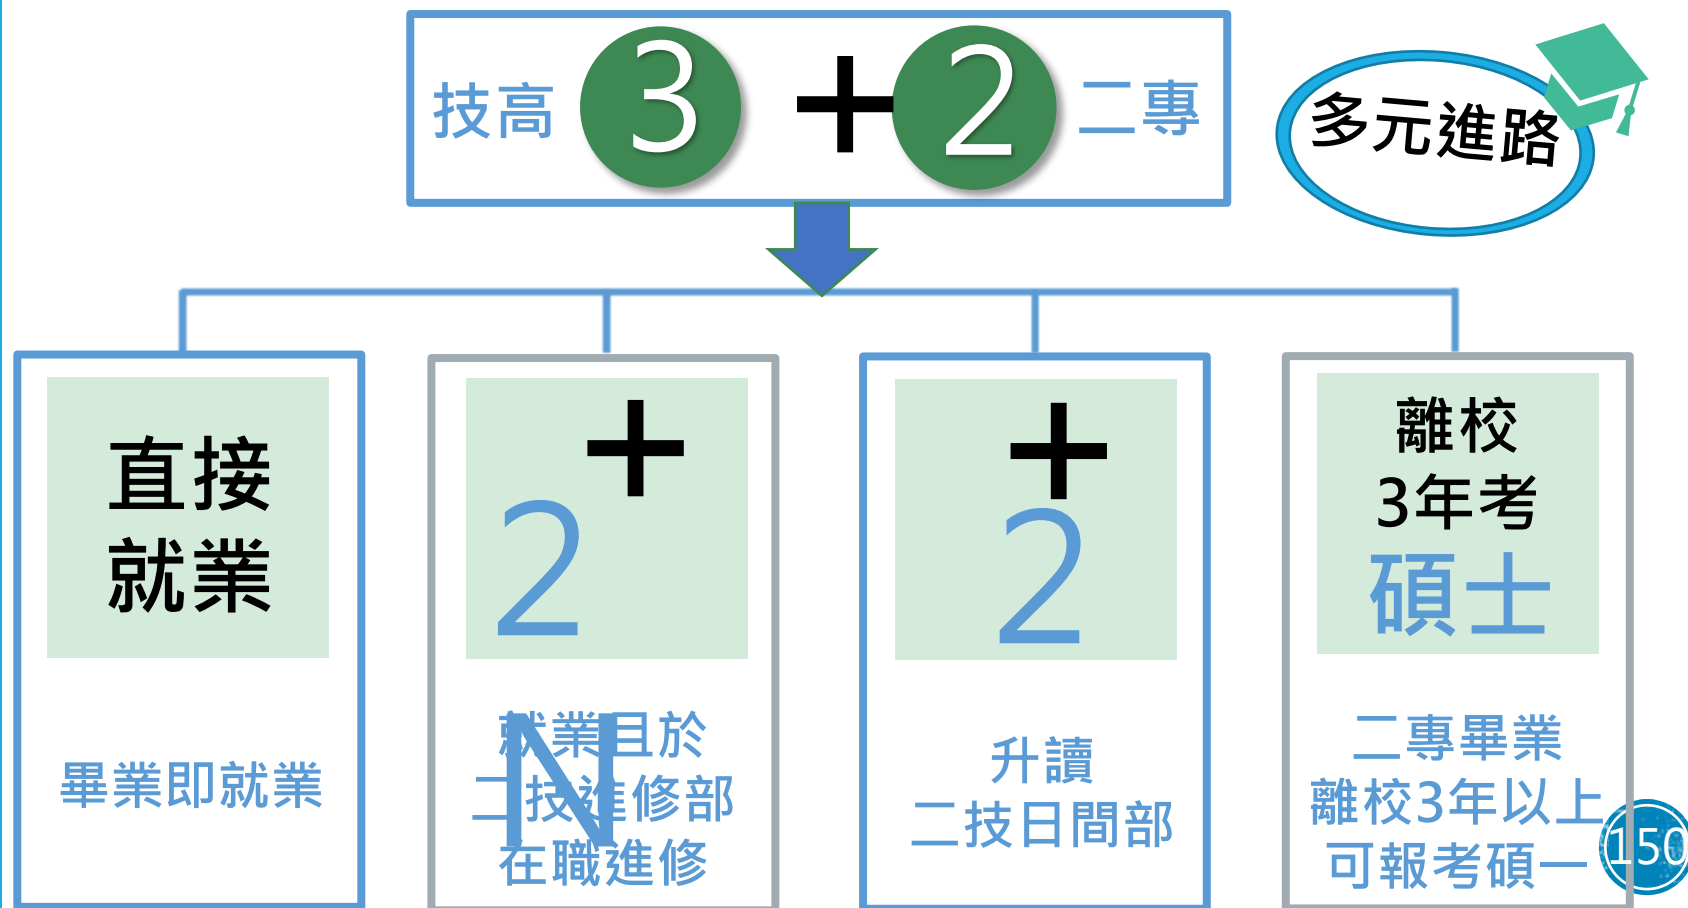 技高 3 + 2 二專
多元進路
直接
就業
畢業即就業
+
2
N
就業且於
二技進修部
在職進修
+
2
升讀
二技日間部
離校
3年考
碩士
二專畢業
離校3年以上
可報考碩一
150